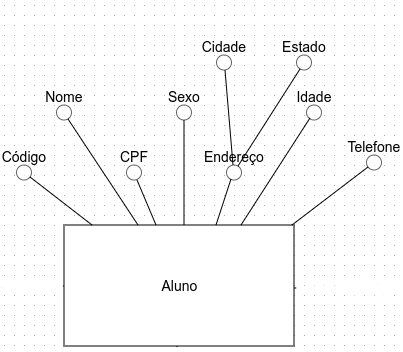 Cidade
Estado
Nome
Sexo
Idade
Código
CPF
Endereço
Telefone
Aluno